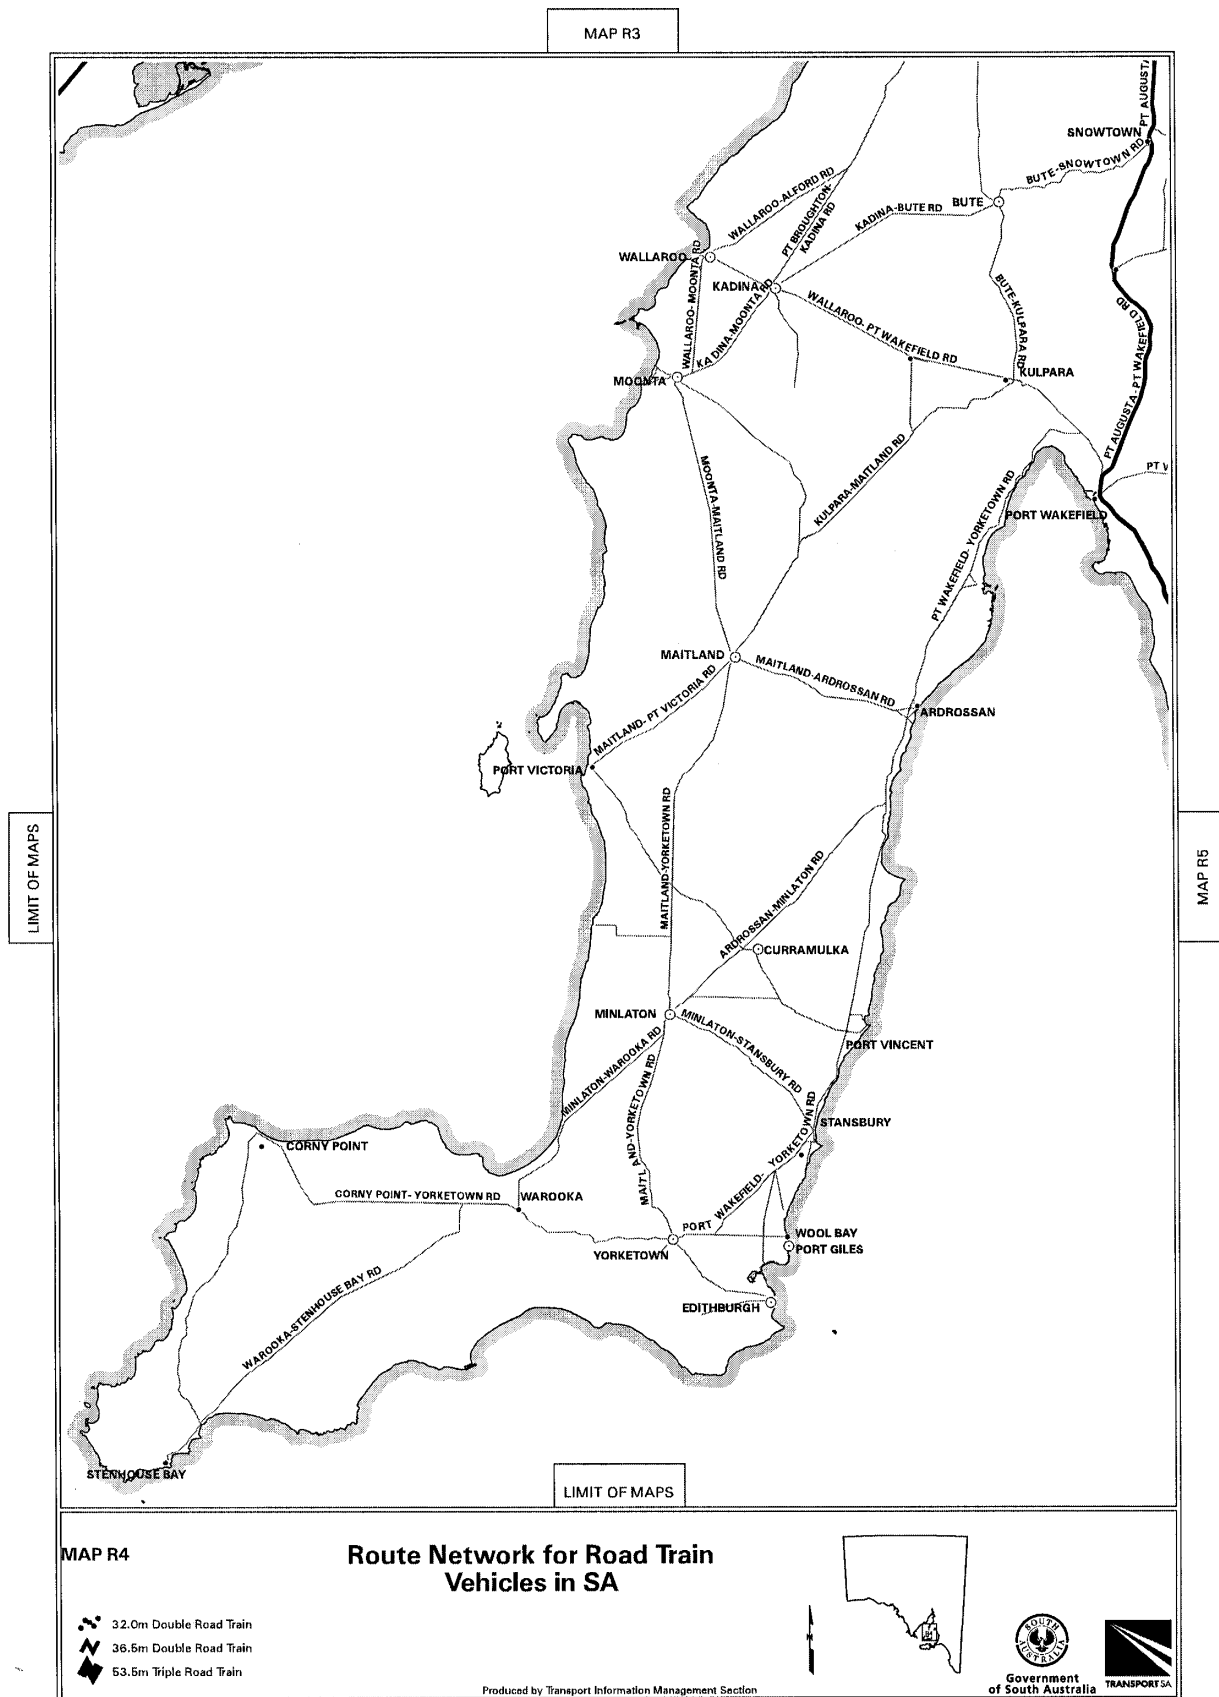 MAP R3
PT AUGUSTA
SNOWTOWN
BUTE-SNOWTOWN RD
WALLAROO-ALFORD RD
BUTE
KADINA-BUTE RD
PT BROUGHTON-
KADINA RD
WALLAROO
WALLAROO-MOONTA RD
KADINA
KADINA-MOONTA RD
WALLAROO- PT WAKEFIELD RD
BUTE-KULPARA RD
PT AUGUSTA- PT WAKEFIELD RD
KULPARA
MOONTA
MOONTA-MAITLAND RD
KULPARA-MAITLAND RD
PT WAKEFIELD- YORKETOWN RD
PORT WAKEFIELD
MAITLAND
MAITLAND-ARDROSSAN RD
ARDROSSAN
MAITLAND- PT VICTORIA RD
PORT VICTORIA
MAITLAND-YORKETOWN RD
LIMIT OF MAPS
MAP R5
ARDROSSAN-MINLATON RD
CURRAMULKA
MINLATON
MINLATON-STANSBURY RD
PORT VINCENT
MINLATON-WAROOKA RD
MAITLAND-YORKETOWN RD
STANSBURY
CORNY POINT
CORNY POINT- YORKETOWN RD
WAROOKA
PORT WAKEFIELD- YORKETOWN RD
WOOL BAY
PORT GILES
YORKETOWN
EDITHBURGH
WAROOKA-STENHOUSE BAY RD
STENHOUSE BAY
LIMIT OF MAPS
MAP R4
Route Network for Road Train
Vehicles in SA
32.0m Double Road Train
36.5m Double Road Train
53.5m Triple Road Train
SOUTH
AUSTRALIA
Government
of South Australia
TRANSPORT SA
Produced by Transport Information Management Section